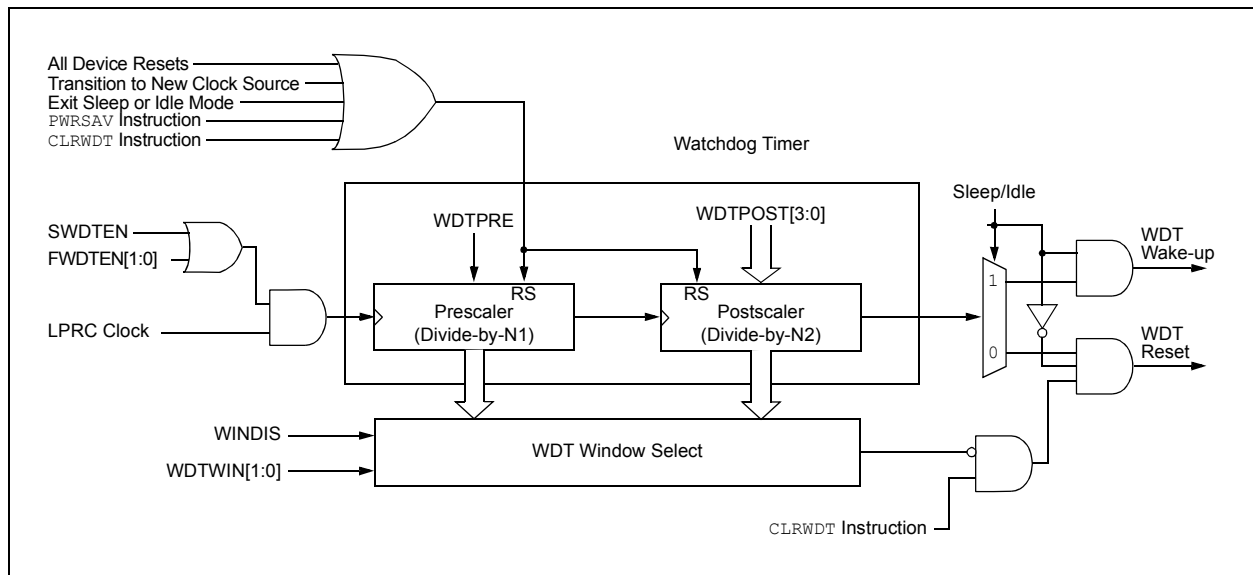 All Device Resets
Transition to New Clock Source
Exit Sleep or Idle Mode
PWRSAV Instruction
CLRWDT Instruction
Watchdog Timer
Sleep/Idle
WDTPRE
WDTPOST[3:0]
SWDTEN
FWDTEN[1:0]
LPRC Clock
RS
Prescaler
(Divide-by-N1)
RS
Postscaler
(Divide-by-N2)
1
0
WDT
Wake-up
WDT
Reset
WINDIS
WDTWIN[1:0]
WDT Window Select
CLRWDT Instruction